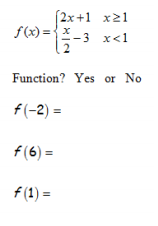 f(x) = { 2x+1 x≥1
x/2 − 3 x<1
Function? Yes or No
f(−2) =
f(6) =
f(1) =